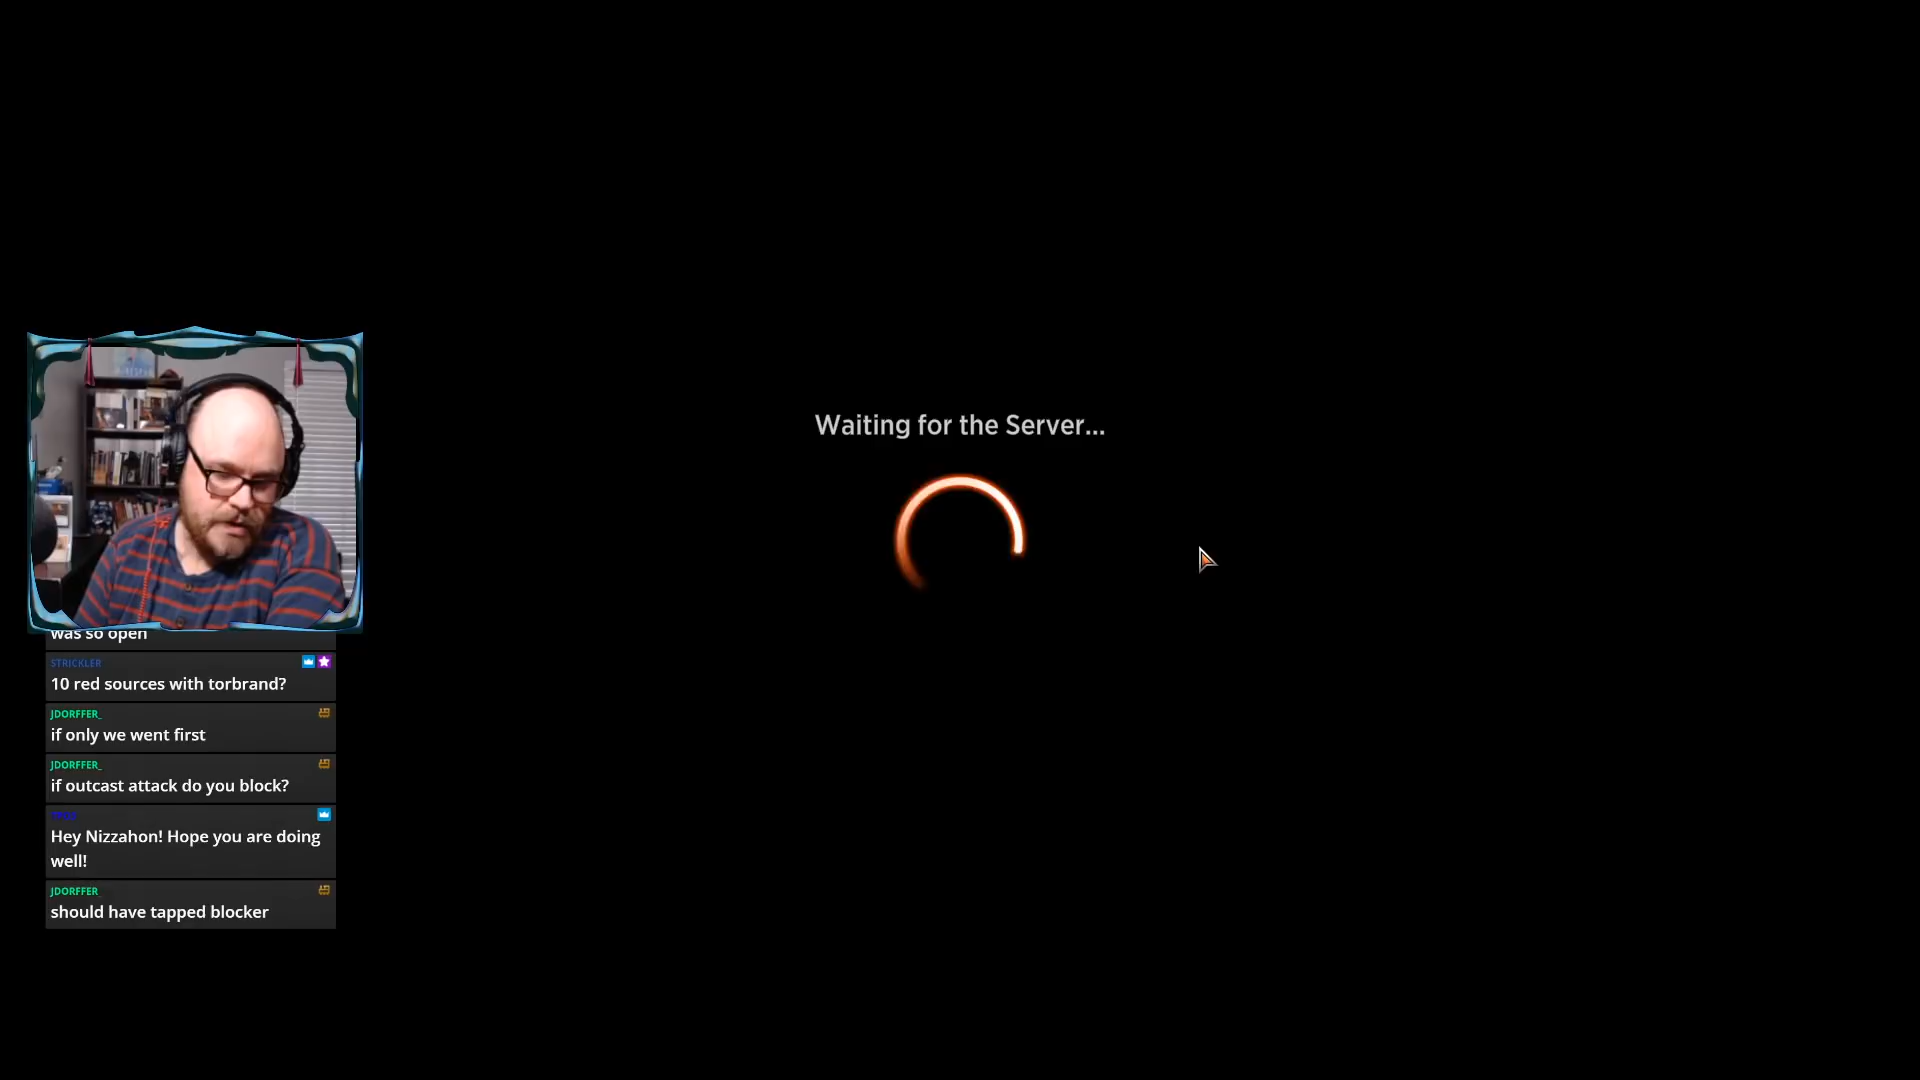 Waiting for the Server...
was so open
STRICKLER
10 red sources with torbrand?
JDORFFER_
if only we went first
JDORFFER_
if outcast attack do you block?
Hey Nizzahon! Hope you are doing
well!
JDORFFER_
should have tapped blocker